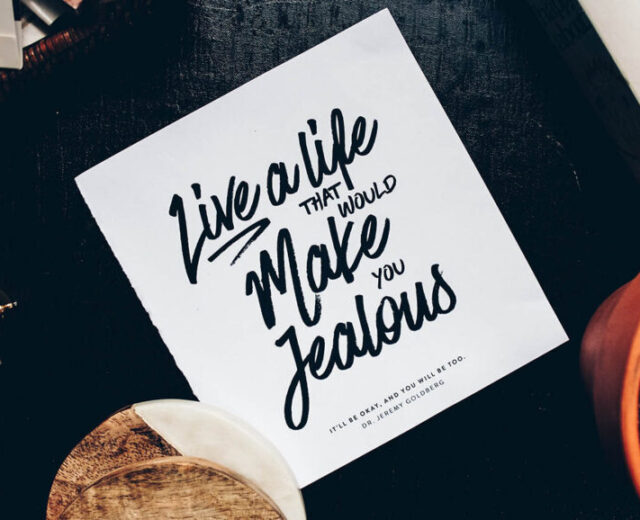 Live a life
THAT WOULD
Make
YOU
Jealous
IT'LL BE OKAY, AND YOU WILL BE TOO.
DR. JEREMY GOLDBERG